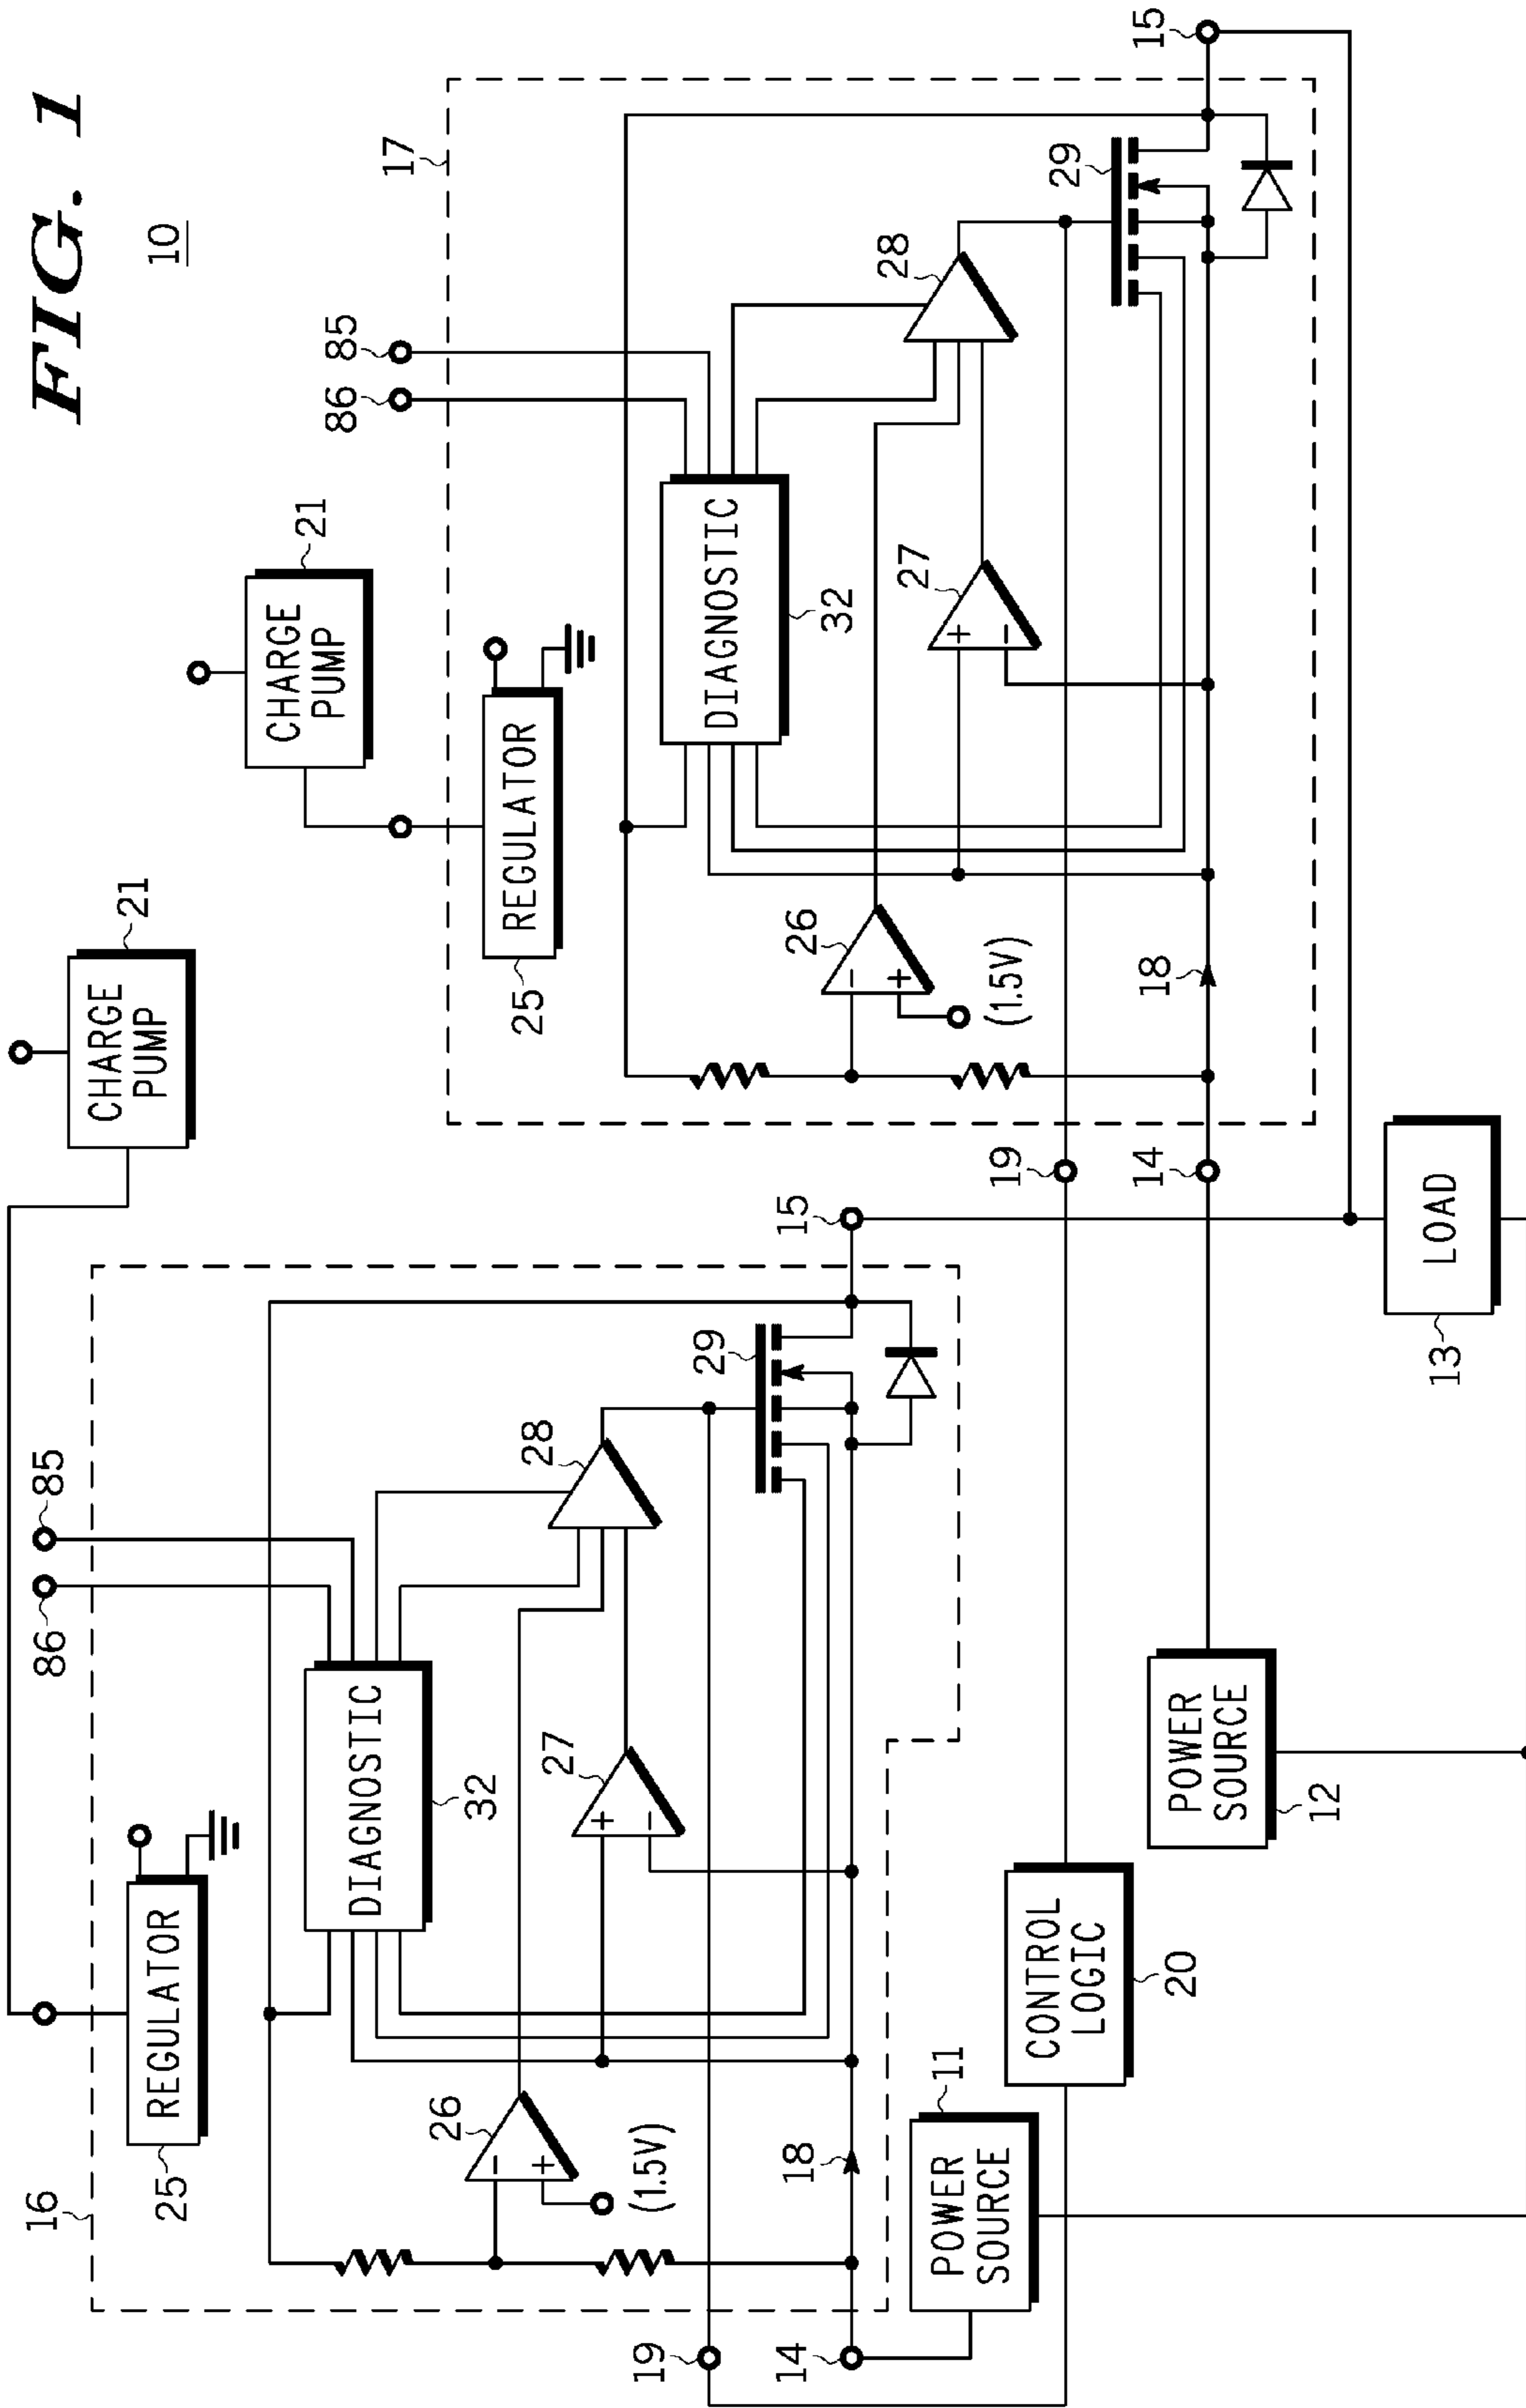 FIG. 1
10
21
CHARGE
PUMP
21
CHARGE
PUMP
16
86
85
25
REGULATOR
DIAGNOSTIC
32
26
−
+
(1.5V)
27
+
−
28
29
18
19
14
15
17
86
85
25
REGULATOR
DIAGNOSTIC
32
26
−
+
(1.5V)
27
+
−
28
29
18
19
14
15
11
POWER
SOURCE
CONTROL
LOGIC
20
POWER
SOURCE
12
LOAD
13